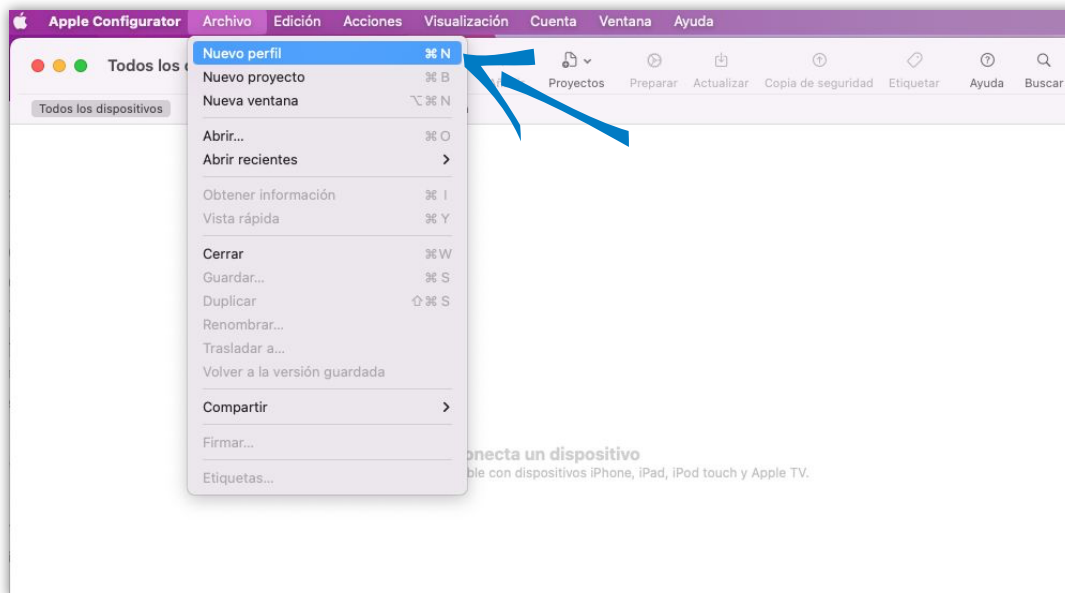 Apple Configurator Archivo Edición Acciones Visualización Cuenta Ventana Ayuda
Todos los
Proyectos Preparar Actualizar Copia de seguridad Etiquetar Ayuda Buscar
Todos los dispositivos
Nuevo perfil ⌘ N
Nuevo proyecto ⌘ B
Nueva ventana ⌥ ⌘ N
Abrir... ⌘ O
Abrir recientes >
Obtener información ⌘ I
Vista rápida ⌘ Y
Cerrar ⌘ W
Guardar... ⌘ S
Duplicar ⇧ ⌘ S
Renombrar...
Trasladar a...
Volver a la versión guardada
Compartir >
Firmar...
Etiquetas...
onecta un dispositivo
ble con dispositivos iPhone, iPad, iPod touch y Apple TV.